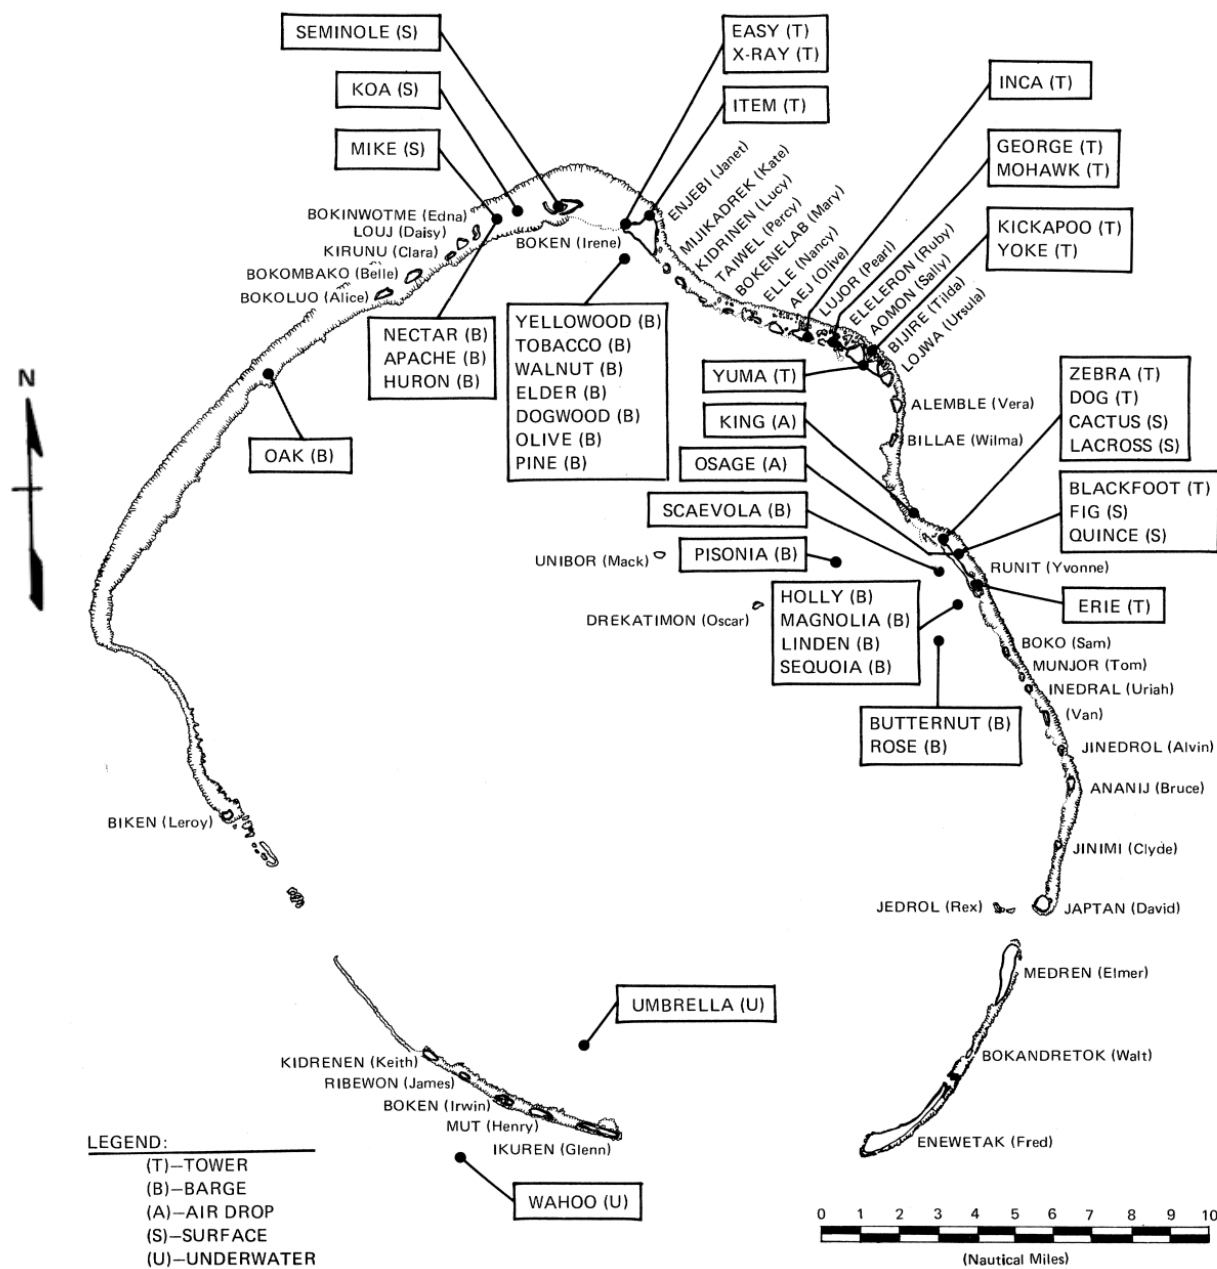 SEMINOLE (S)
KOA (S)
MIKE (S)
EASY (T)
X-RAY (T)
ITEM (T)
INCA (T)
GEORGE (T)
MOHAWK (T)
KICKAPOO (T)
YOKE (T)
ENJEBI (Janet)
MIJIKADREK (Kate)
KIDRINEN (Lucy)
TAIWEL (Percy)
BOKENELAB (Mary)
ELLE (Nancy)
AEJ (Olive)
LUJOR (Pearl)
ELELERON (Ruby)
AOMON (Sally)
BIJIRE (Tilda)
LOJWA (Ursula)
BOKINWOTME (Edna)
LOUJ (Daisy)
KIRUNU (Clara)
BOKOMBAKO (Belle)
BOKOLUO (Alice)
BOKEN (Irene)
NECTAR (B)
APACHE (B)
HURON (B)
YELLOWOOD (B)
TOBACCO (B)
WALNUT (B)
ELDER (B)
DOGWOOD (B)
OLIVE (B)
PINE (B)
OAK (B)
N
YUMA (T)
KING (A)
OSAGE (A)
SCAEVOLA (B)
PISONIA (B)
ALEMBLE (Vera)
BILLAE (Wilma)
ZEBRA (T)
DOG (T)
CACTUS (S)
LACROSS (S)
BLACKFOOT (T)
FIG (S)
QUINCE (S)
RUNIT (Yvonne)
ERIE (T)
UNIBOR (Mack)
DREKATIMON (Oscar)
HOLLY (B)
MAGNOLIA (B)
LINDEN (B)
SEQUOIA (B)
BUTTERNUT (B)
ROSE (B)
BOKO (Sam)
MUNJOR (Tom)
INEDRAL (Uriah)
(Van)
JINEDROL (Alvin)
ANANIJ (Bruce)
JINIMI (Clyde)
JEDROL (Rex)
JAPTAN (David)
MEDREN (Elmer)
BOKANDRETOK (Walt)
ENEWETAK (Fred)
BIKEN (Leroy)
UMBRELLA (U)
KIDRENEN (Keith)
RIBEWON (James)
BOKEN (Irwin)
MUT (Henry)
IKUREN (Glenn)
WAHOO (U)
LEGEND:
(T)–TOWER
(B)–BARGE
(A)–AIR DROP
(S)–SURFACE
(U)–UNDERWATER
0 1 2 3 4 5 6 7 8 9 10
(Nautical Miles)